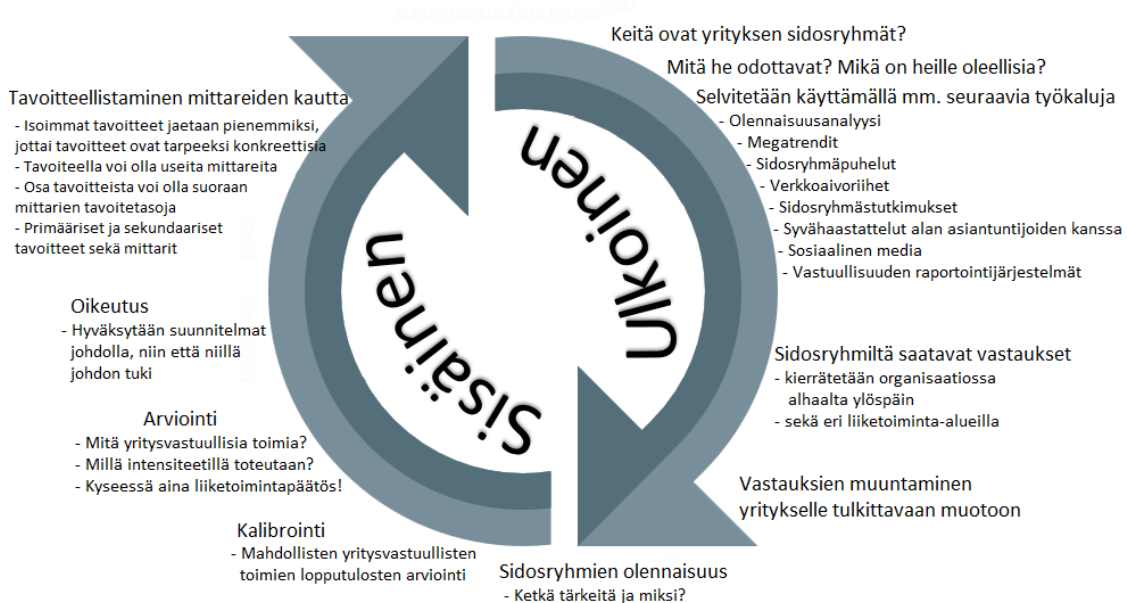 Keitä ovat yrityksen sidosryhmät?
Mitä he odottavat? Mikä on heille oleellisia?
Selvitetään käyttämällä mm. seuraavia työkaluja
- Olennaisuusanalyysi
- Megatrendit
- Sidosryhmäpuhelut
- Verkkoaivoriihet
- Sidosryhmästutkimukset
- Syvähaastattelut alan asiantuntijoiden kanssa
- Sosiaalinen media
- Vastuullisuuden raportointijärjestelmät
Ulkoinen
Sidosryhmiltä saatavat vastaukset
- kierrätetään organisaatiossa
alhaalta ylöspäin
- sekä eri liiketoiminta-alueilla
Vastauksien muuntaminen
yritykselle tulkittavaan muotoon
Sidosryhmien olennaisuus
- Ketkä tärkeitä ja miksi?
Sisäinen
Kalibrointi
- Mahdollisten yritysvastuullisten
toimien lopputulosten arviointi
Arviointi
- Mitä yritysvastuullisia toimia?
- Millä intensiteetillä toteutaan?
- Kyseessä aina liiketoimintapäätös!
Oikeutus
- Hyväksytään suunnitelmat
johdolla, niin että niillä
johdon tuki
Tavoitteellistaminen mittareiden kautta
- Isoimmat tavoitteet jaetaan pienemmiksi,
jottai tavoitteet ovat tarpeeksi konkreettisia
- Tavoiteella voi olla useita mittareita
- Osa tavoitteista voi olla suoraan
mittarien tavoitetasoja
- Primääriset ja sekundaariset
tavoitteet sekä mittarit